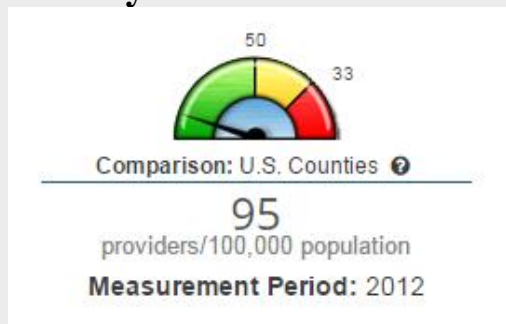 50
33
Comparison: U.S. Counties ?
95
providers/100,000 population
Measurement Period: 2012